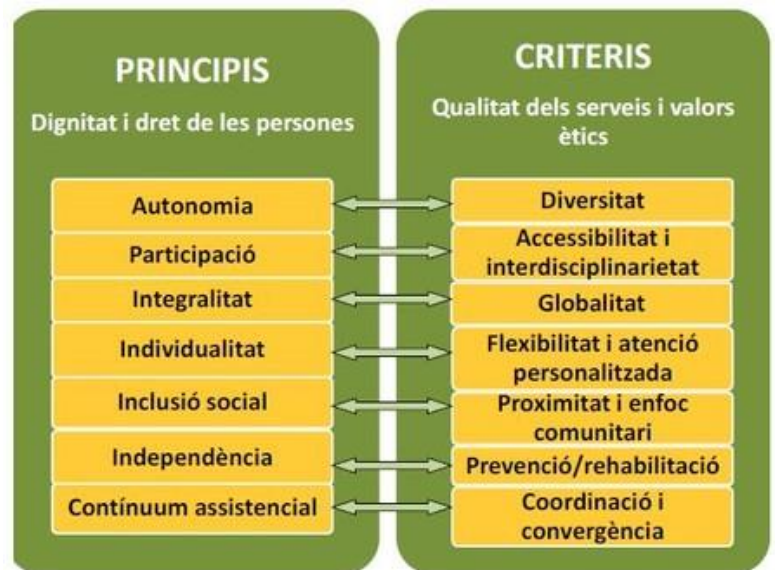 PRINCIPIS
Dignitat i dret de les persones
Autonomia
Participació
Integralitat
Individualitat
Inclusió social
Independència
Contínuum assistencial
CRITERIS
Qualitat dels serveis i valors
ètics
Diversitat
Accessibilitat i
interdisciplinarietat
Globalitat
Flexibilitat i atenció
personalitzada
Proximitat i enfoc
comunitari
Prevenció/rehabilitació
Coordinació i
convergència